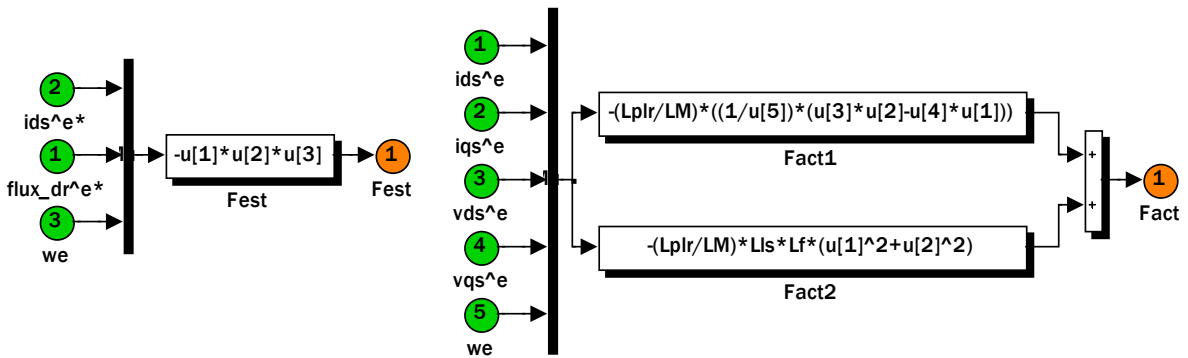 2
ids^e*
1
flux_dr^e*
3
we
-u[1]*u[2]*u[3]
Fest
1
Fest
1
ids^e
2
iqs^e
3
vds^e
4
vqs^e
5
we
-(Lplr/LM)*((1/u[5])*(u[3]*u[2]-u[4]*u[1]))
Fact1
-(Lplr/LM)*Lls*Lf*(u[1]^2+u[2]^2)
Fact2
+
+
1
Fact